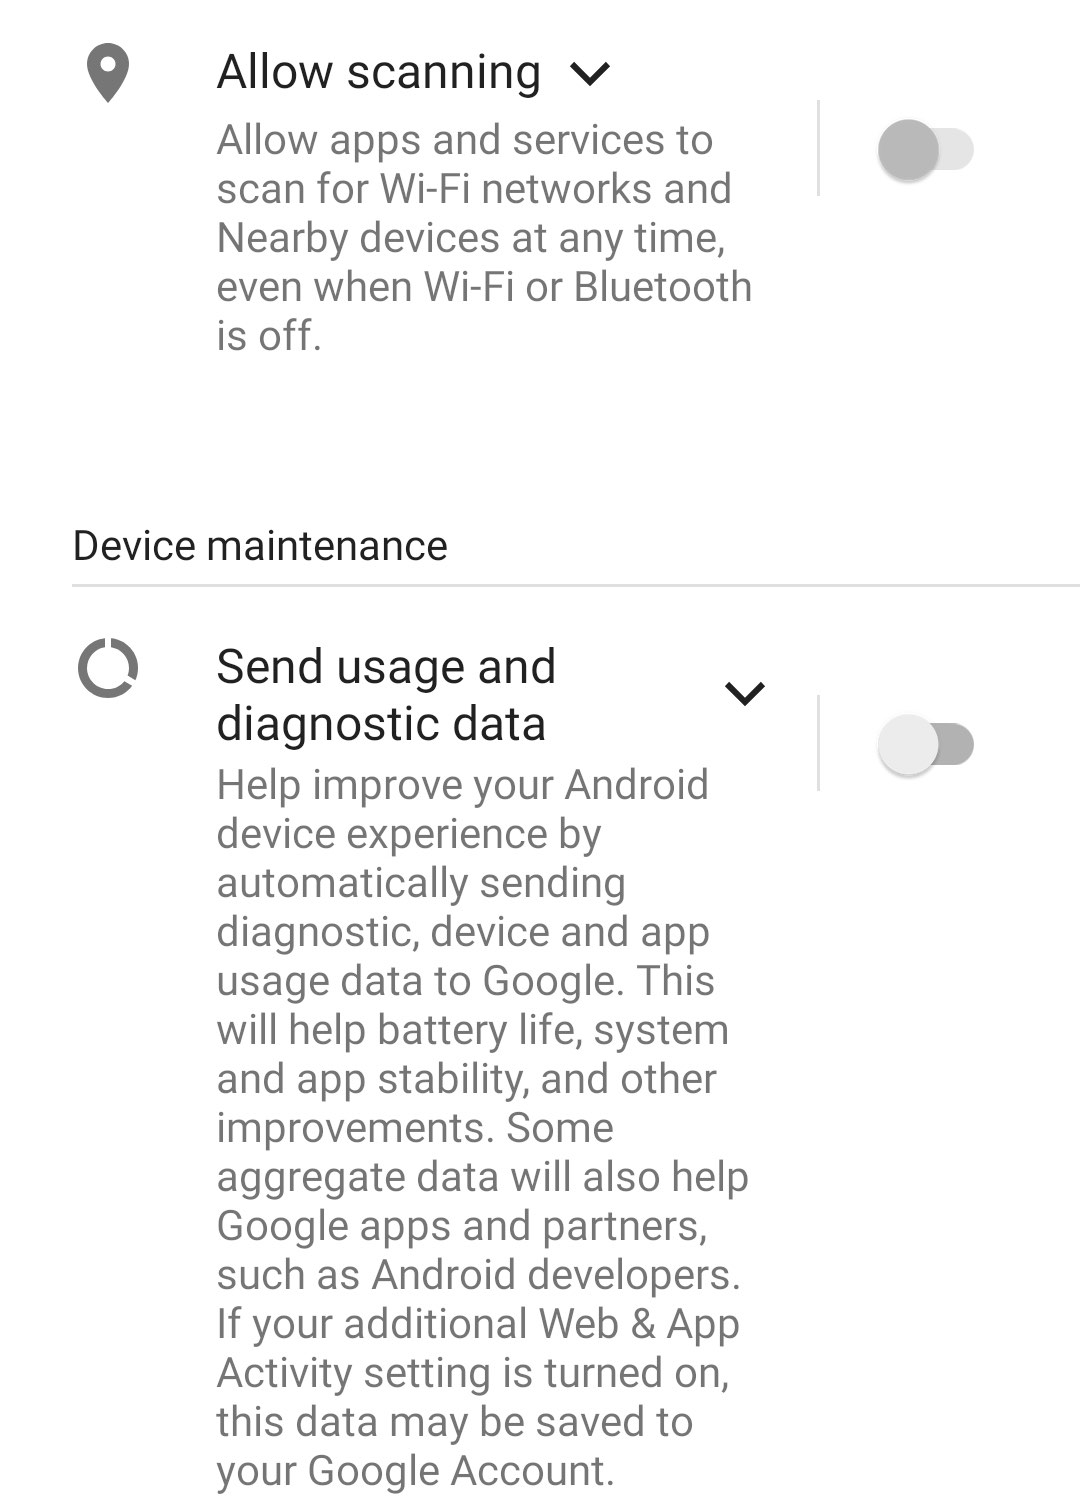 Allow scanning
Allow apps and services to
scan for Wi-Fi networks and
Nearby devices at any time,
even when Wi-Fi or Bluetooth
is off.
Device maintenance
Send usage and
diagnostic data
Help improve your Android
device experience by
automatically sending
diagnostic, device and app
usage data to Google. This
will help battery life, system
and app stability, and other
improvements. Some
aggregate data will also help
Google apps and partners,
such as Android developers.
If your additional Web & App
Activity setting is turned on,
this data may be saved to
your Google Account.